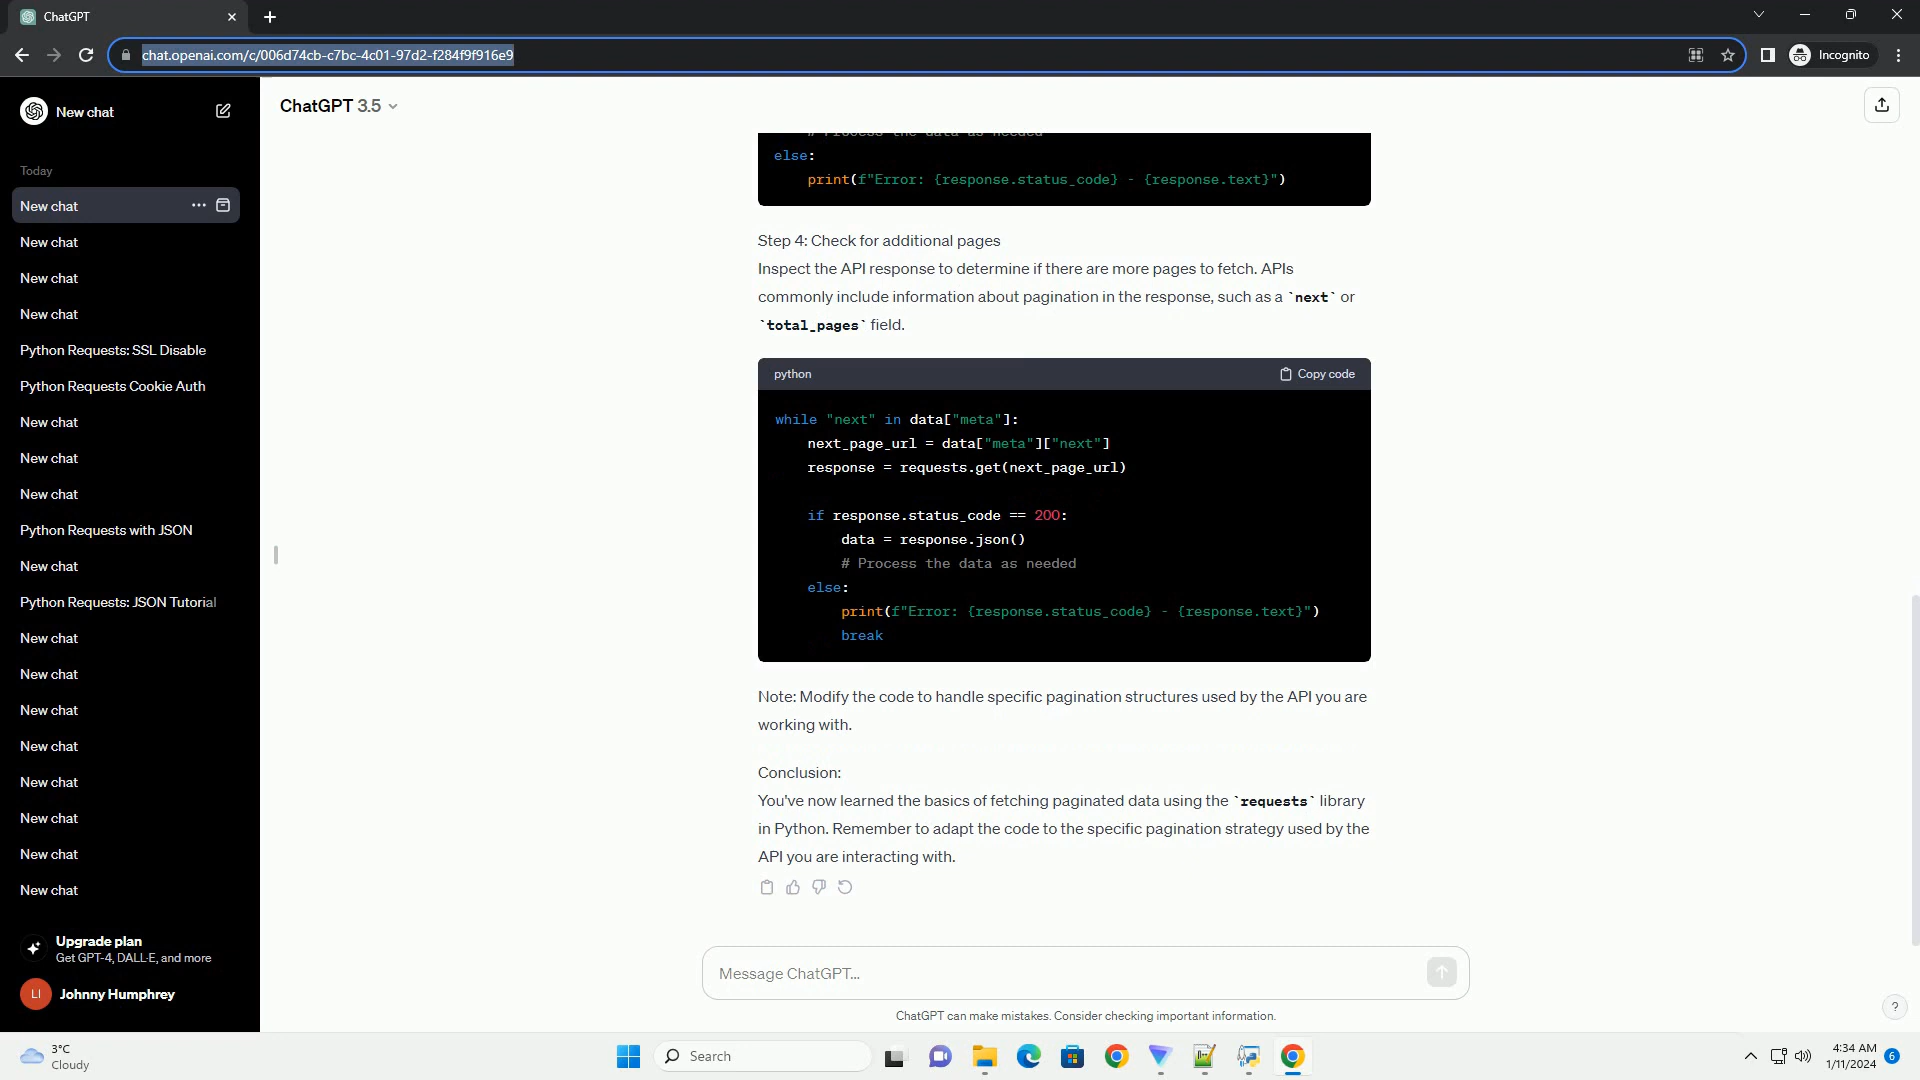 ChatGPT
chat.openai.com/c/006d74cb-c7bc-4c01-97d2-f284f9f916e9
Incognito
New chat
ChatGPT 3.5
Today
New chat
New chat
New chat
New chat
Python Requests: SSL Disable
Python Requests Cookie Auth
New chat
New chat
New chat
Python Requests with JSON
New chat
Python Requests: JSON Tutorial
New chat
New chat
New chat
New chat
New chat
New chat
New chat
New chat
Upgrade plan
Get GPT-4, DALL·E, and more
LI
Johnny Humphrey
# Process the data as needed
else:
print(f"Error: {response.status_code} - {response.text}")
Step 4: Check for additional pages
Inspect the API response to determine if there are more pages to fetch. APIs
commonly include information about pagination in the response, such as a `next` or
`total_pages` field.
python
Copy code
while "next" in data["meta"]:
next_page_url = data["meta"]["next"]
response = requests.get(next_page_url)
if response.status_code == 200:
data = response.json()
# Process the data as needed
else:
print(f"Error: {response.status_code} - {response.text}")
break
Note: Modify the code to handle specific pagination structures used by the API you are
working with.
Conclusion:
You've now learned the basics of fetching paginated data using the `requests` library
in Python. Remember to adapt the code to the specific pagination strategy used by the
API you are interacting with.
Message ChatGPT...
ChatGPT can make mistakes. Consider checking important information.
?
3°C
Cloudy
Search
4:34 AM
1/11/2024
6